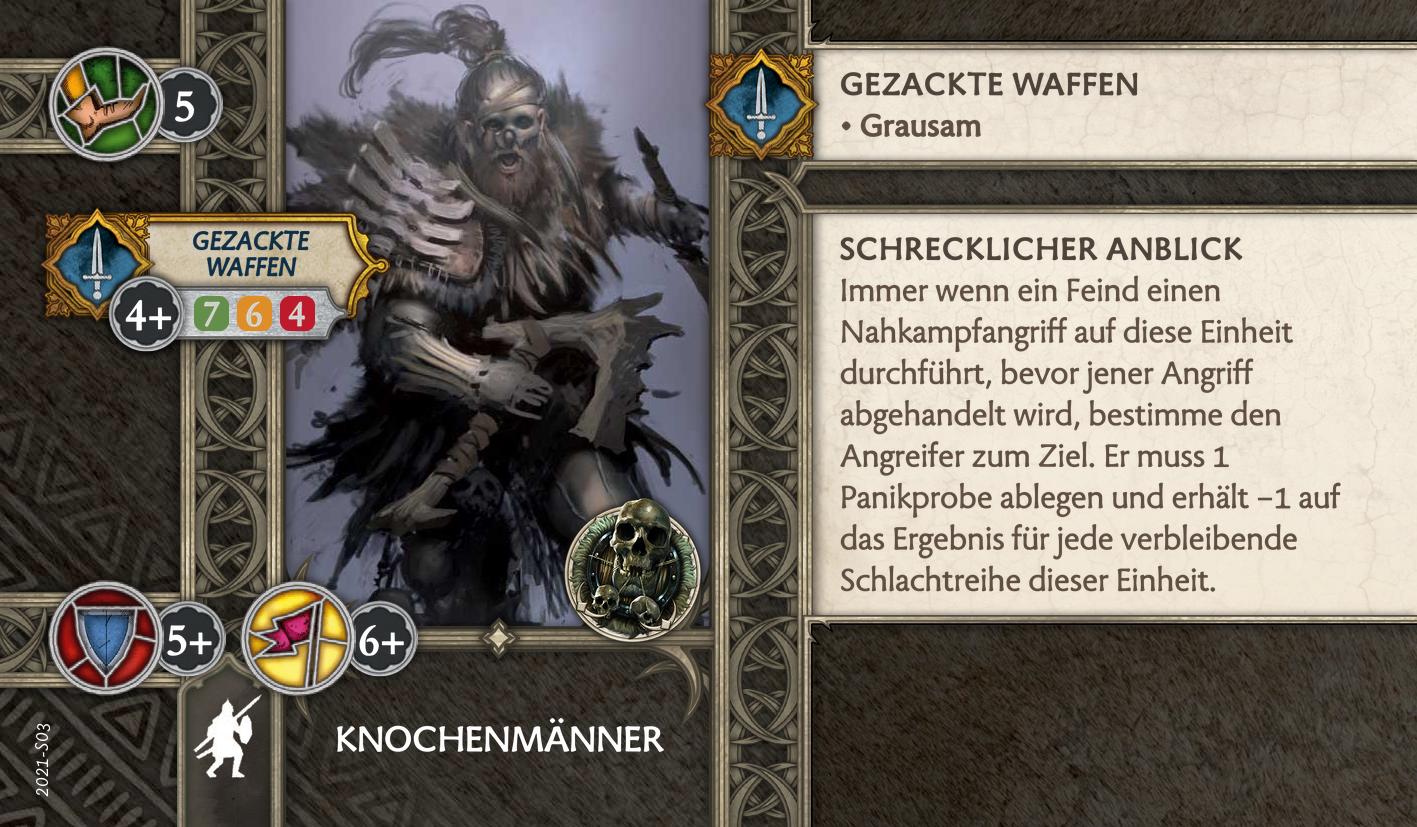 5
GEZACKTE
WAFFEN
4+ 7 6 4
5+ 6+
KNOCHENMÄNNER
2021-S03
GEZACKTE WAFFEN
• Grausam
SCHRECKLICHER ANBLICK
Immer wenn ein Feind einen
Nahkampfangriff auf diese Einheit
durchführt, bevor jener Angriff
abgehandelt wird, bestimme den
Angreifer zum Ziel. Er muss 1
Panikprobe ablegen und erhält −1 auf
das Ergebnis für jede verbleibende
Schlachtreihe dieser Einheit.